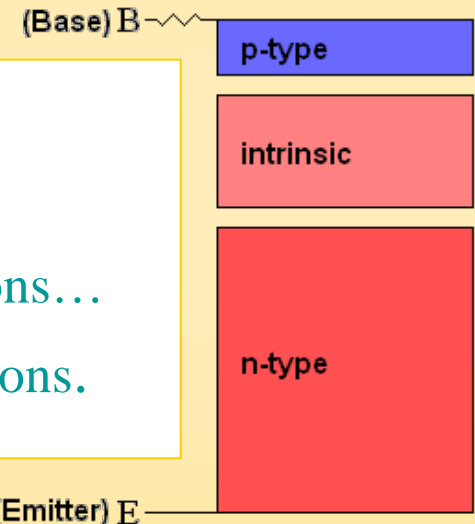 (Base) B
p-type
intrinsic
ons…
ons.
n-type
(Emitter) E